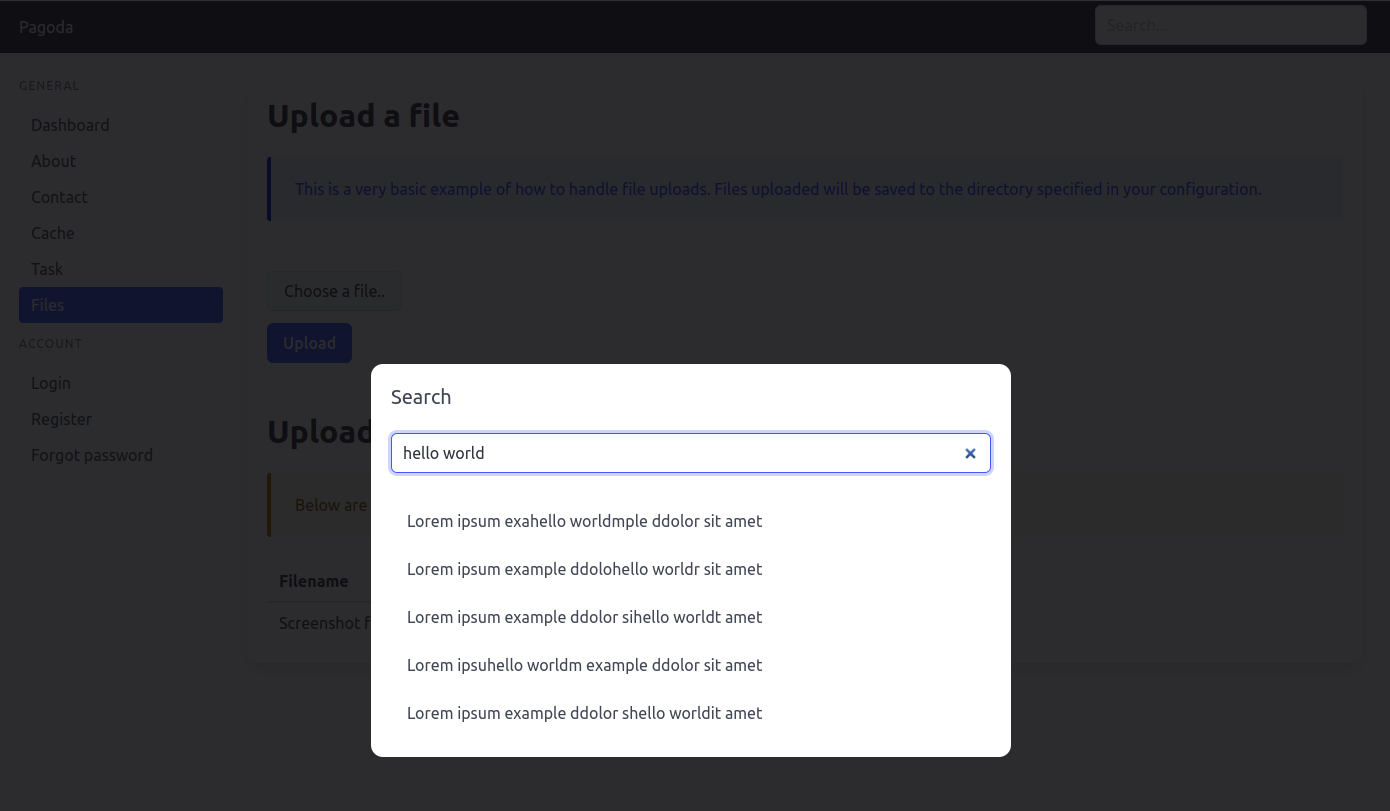 Pagoda
Search...
GENERAL
Dashboard
About
Contact
Cache
Task
Files
ACCOUNT
Login
Register
Forgot password
Upload a file
This is a very basic example of how to handle file uploads. Files uploaded will be saved to the directory specified in your configuration.
Choose a file..
Upload
Upload
Below are
Filename
Screenshot f
Search
hello world
Lorem ipsum exahello worldmple ddolor sit amet
Lorem ipsum example ddolohello worldr sit amet
Lorem ipsum example ddolor sihello worldt amet
Lorem ipsuhello worldm example ddolor sit amet
Lorem ipsum example ddolor shello worldit amet